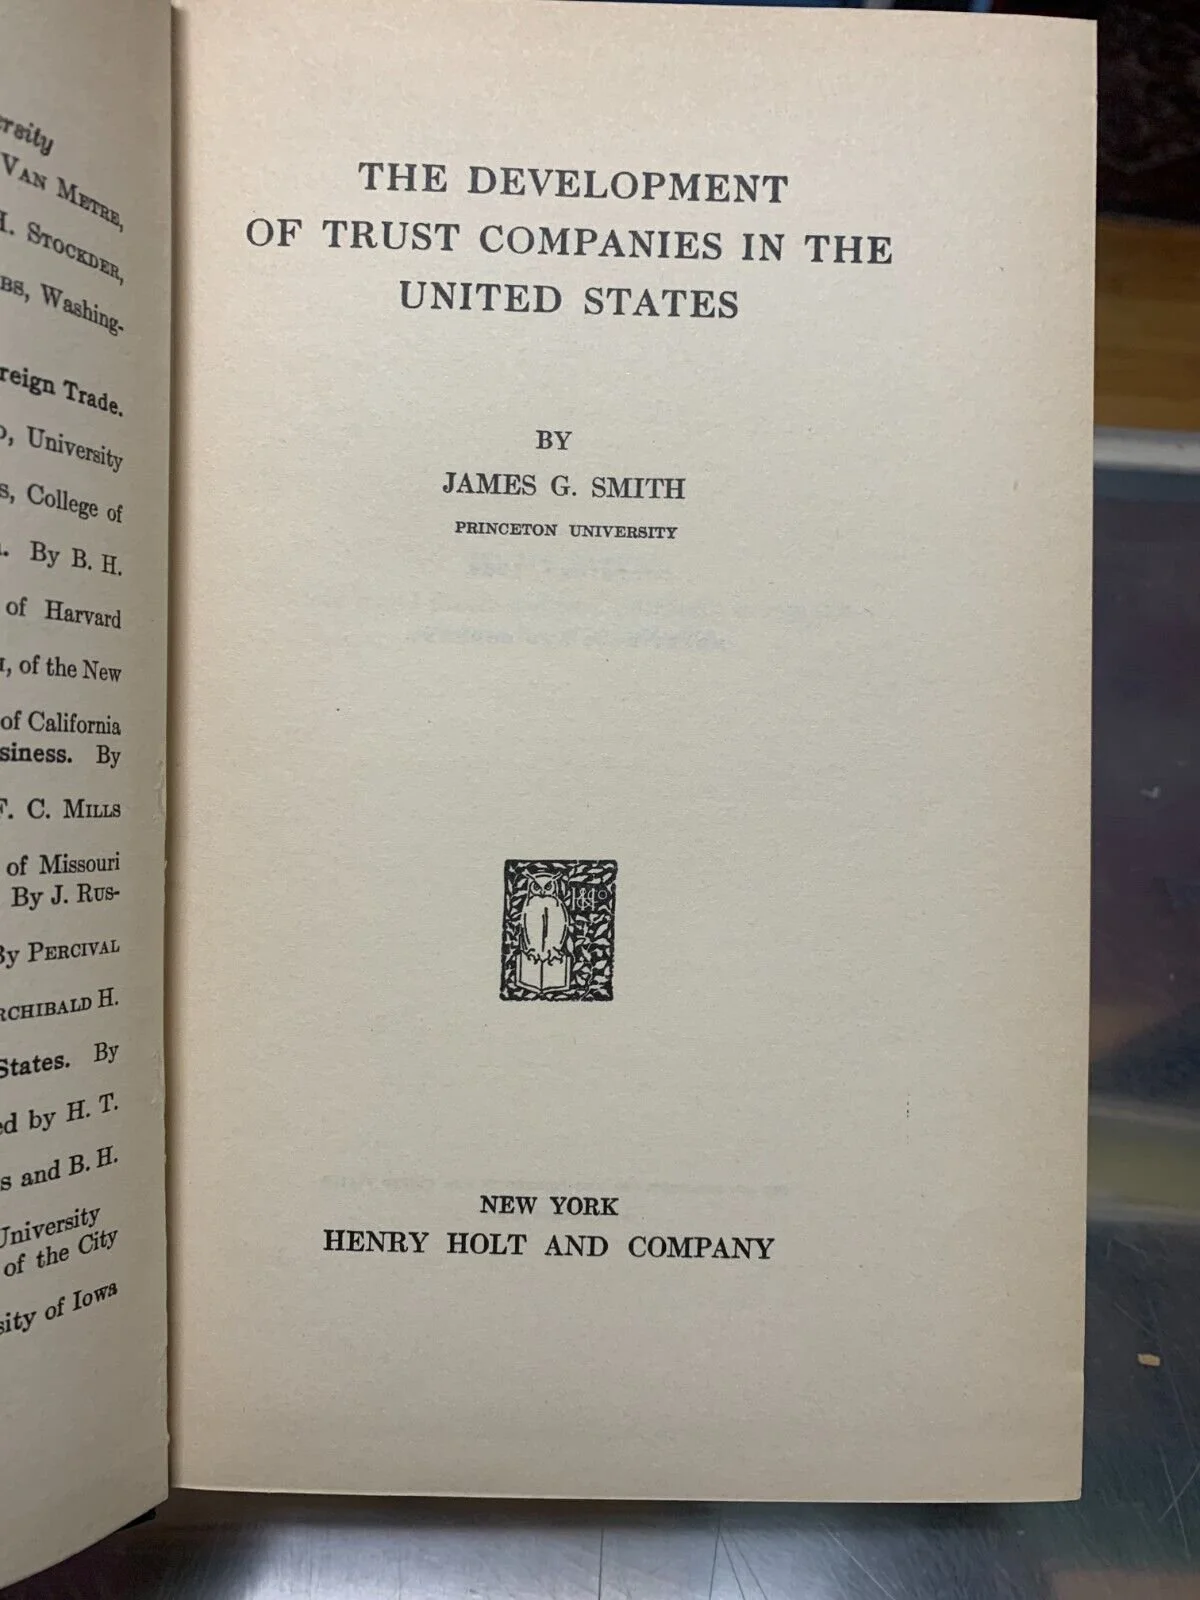 ersity
VAN METRE,
H. STOCKDER,
BBS, Washing-
reign Trade.
D, University
S, College of
By B. H.
of Harvard
H, of the New
of California
siness. By
F. C. MILLS
of Missouri
By J. RUS-
By PERCIVAL
RCHIBALD H.
States. By
ed by H. T.
s and B. H.
University
of the City
sity of Iowa
THE DEVELOPMENT
OF TRUST COMPANIES IN THE
UNITED STATES
BY
JAMES G. SMITH
PRINCETON UNIVERSITY
H H & Co
NEW YORK
HENRY HOLT AND COMPANY